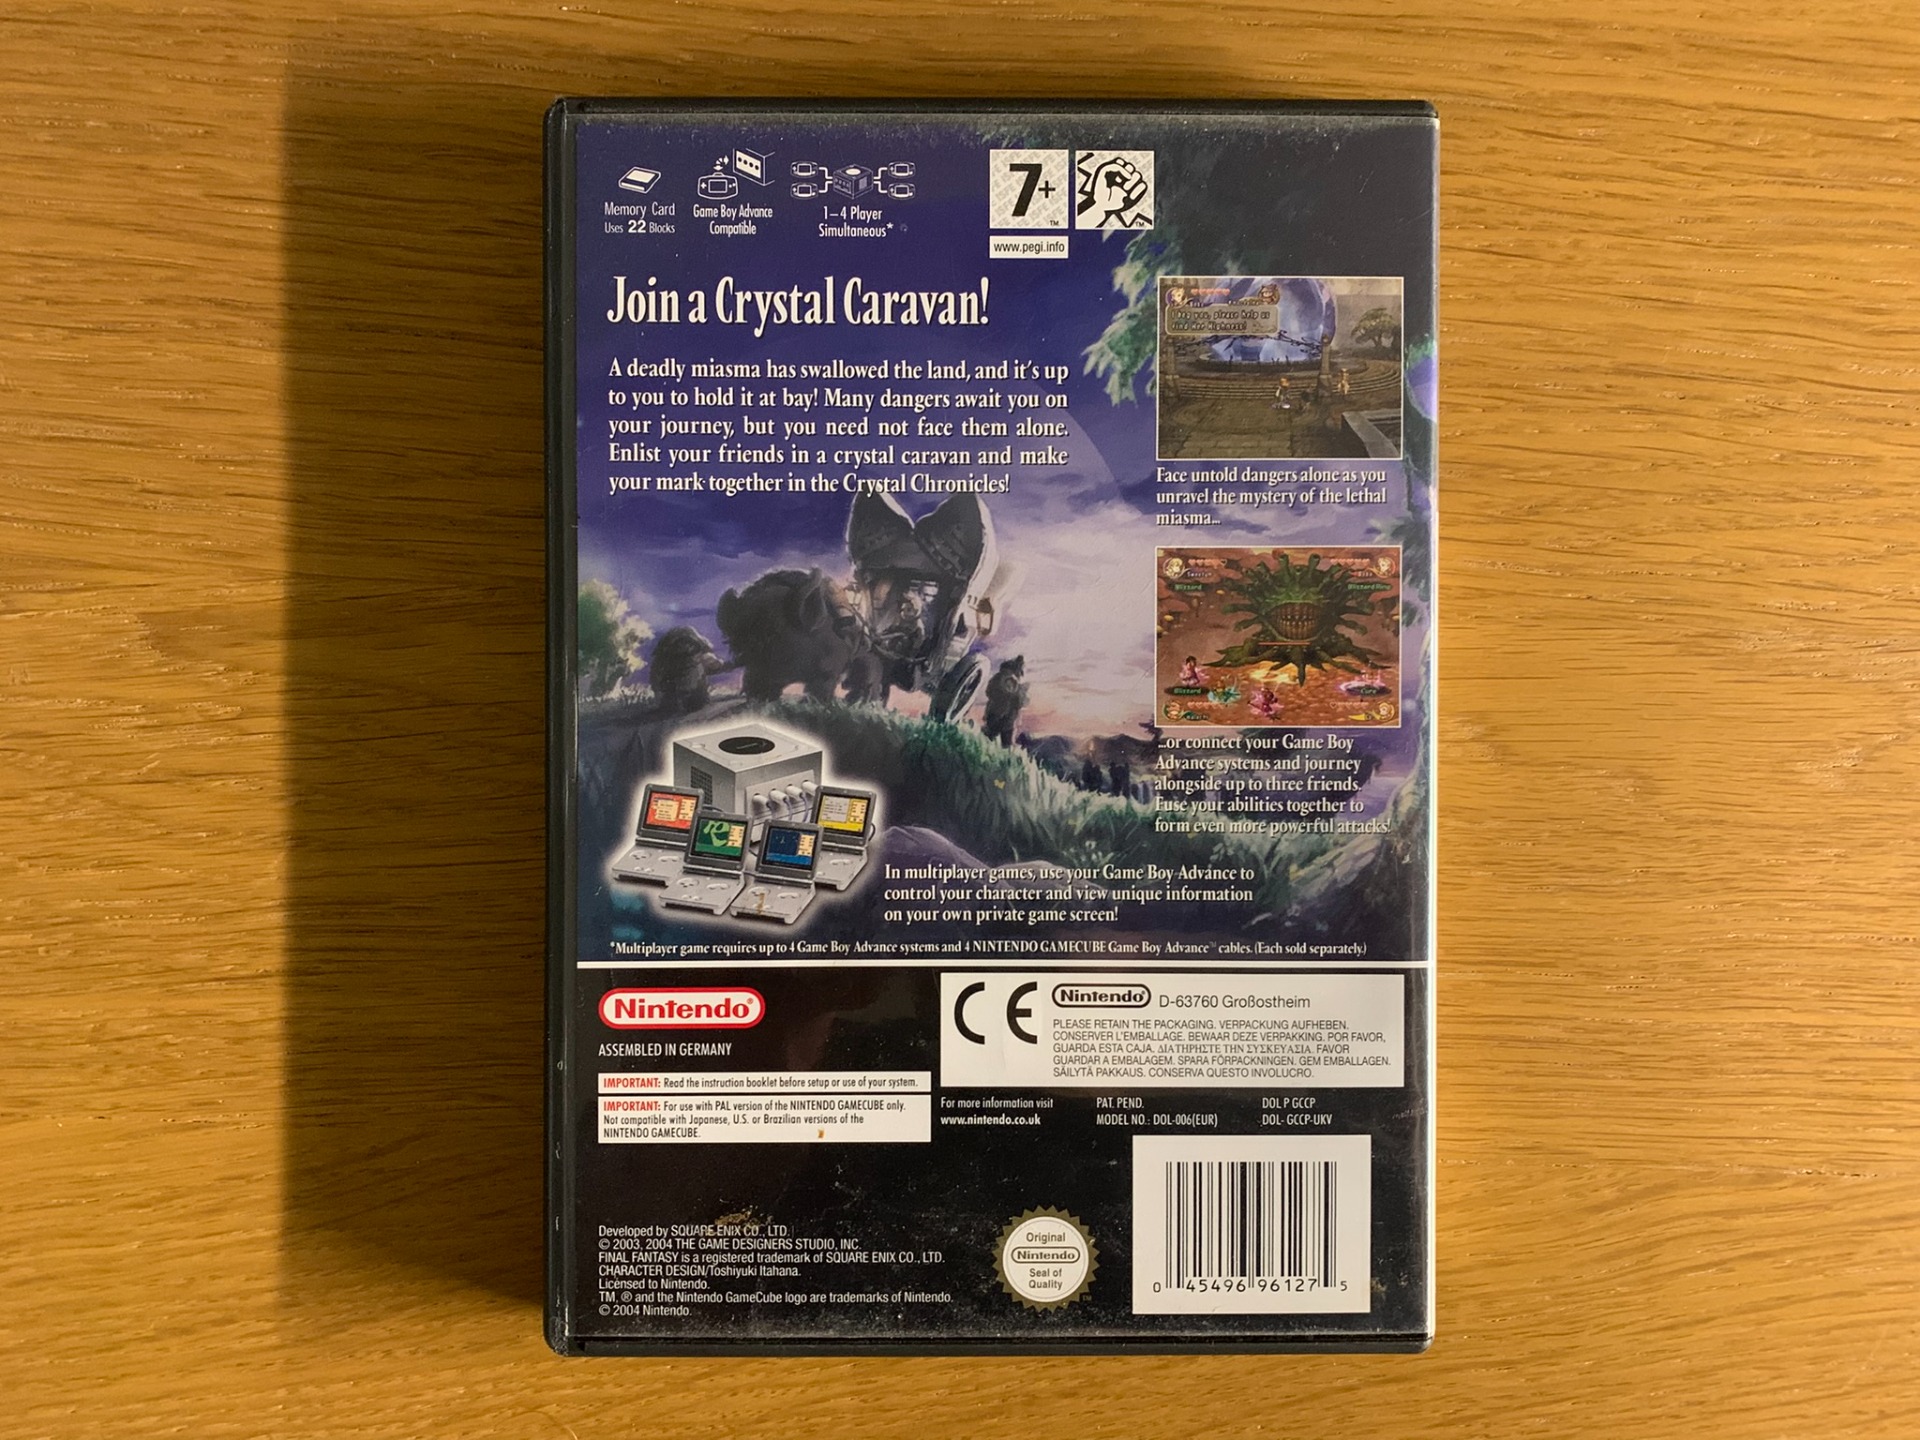 Memory Card
Uses 22 Blocks
Game Boy Advance
Compatible
1–4 Player
Simultaneous*
7+
TM
TM
www.pegi.info
Join a Crystal Caravan!
A deadly miasma has swallowed the land, and it's up
to you to hold it at bay! Many dangers await you on
your journey, but you need not face them alone.
Enlist your friends in a crystal caravan and make
your mark together in the Crystal Chronicles!
I beg you, please help us
find Her Highness!
Face untold dangers alone as you
unravel the mystery of the lethal
miasma...
Blizzard
Blizzard
Cure
...or connect your Game Boy
Advance systems and journey
alongside up to three friends.
Fuse your abilities together to
form even more powerful attacks!
In multiplayer games, use your Game Boy Advance to
control your character and view unique information
on your own private game screen!
*Multiplayer game requires up to 4 Game Boy Advance systems and 4 NINTENDO GAMECUBE Game Boy Advance™ cables. (Each sold separately.)
Nintendo®
ASSEMBLED IN GERMANY
IMPORTANT: Read the instruction booklet before setup or use of your system.
IMPORTANT: For use with PAL version of the NINTENDO GAMECUBE only.
Not compatible with Japanese, U.S. or Brazilian versions of the
NINTENDO GAMECUBE.
CE
Nintendo® D-63760 Großostheim
PLEASE RETAIN THE PACKAGING. VERPACKUNG AUFHEBEN.
CONSERVER L'EMBALLAGE. BEWAAR DEZE VERPAKKING. POR FAVOR,
GUARDA ESTA CAJA. ΔΙΑΤΗΡΗΣΤΕ ΤΗΝ ΣΥΣΚΕΥΑΣΙΑ. FAVOR
GUARDAR A EMBALAGEM. SPARA FÖRPACKNINGEN. GEM EMBALLAGEN.
SÄILYTÄ PAKKAUS. CONSERVA QUESTO INVOLUCRO.
For more information visit
www.nintendo.co.uk
PAT. PEND.
MODEL NO.: DOL-006(EUR)
DOL P GCCP
DOL- GCCP-UKV
Developed by SQUARE ENIX CO., LTD.
© 2003, 2004 THE GAME DESIGNERS STUDIO, INC.
FINAL FANTASY is a registered trademark of SQUARE ENIX CO., LTD.
CHARACTER DESIGN/Toshiyuki Itahana.
Licensed to Nintendo.
TM, ® and the Nintendo GameCube logo are trademarks of Nintendo.
© 2004 Nintendo.
Original
Nintendo
Seal of
Quality
TM
0 45496 96127 5